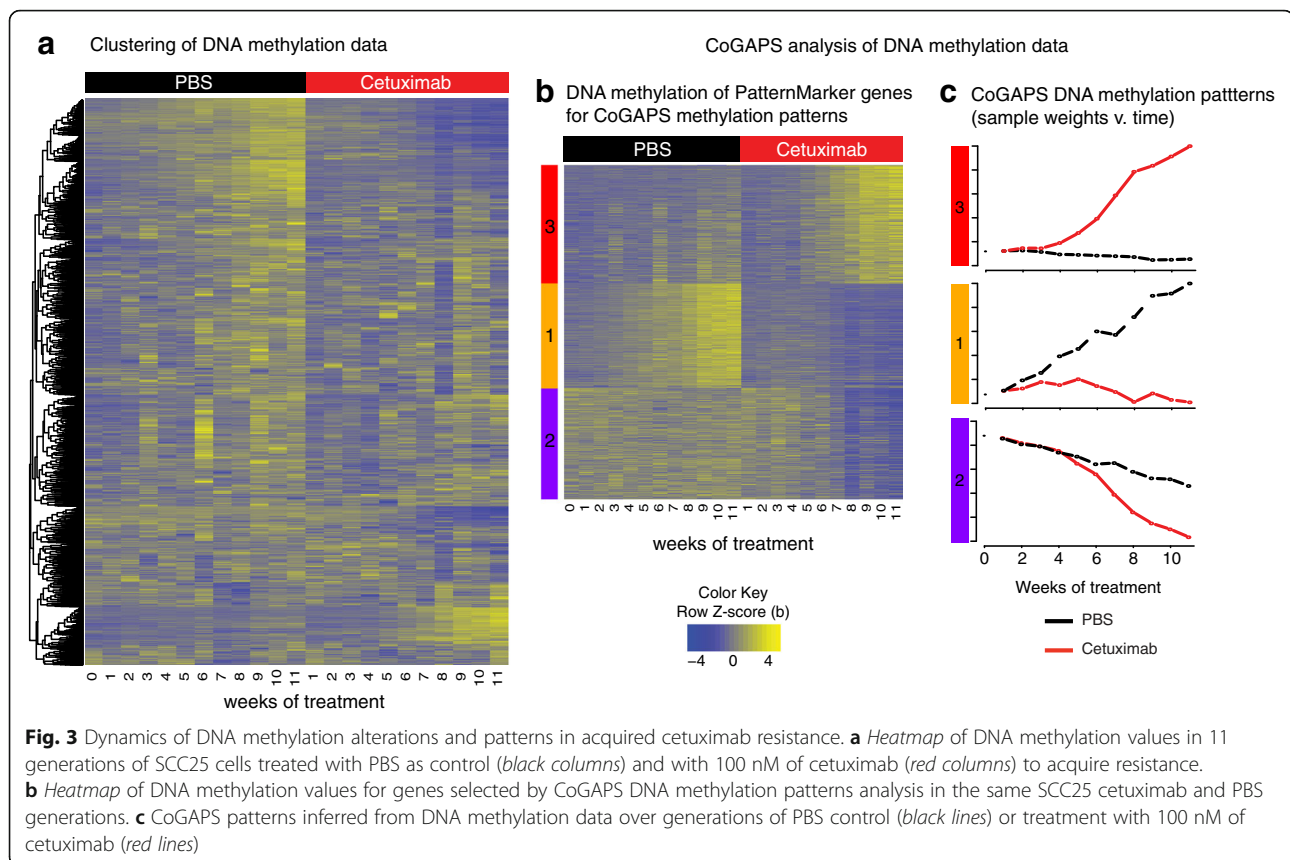 a Clustering of DNA methylation data
CoGAPS analysis of DNA methylation data
PBS Cetuximab
b DNA methylation of PatternMarker genes
for CoGAPS methylation patterns
PBS Cetuximab
3
1
2
c CoGAPS DNA methylation pattterns
(sample weights v. time)
3
1
2
0 1 2 3 4 5 6 7 8 9 10 11 1 2 3 4 5 6 7 8 9 10 11
weeks of treatment
0 1 2 3 4 5 6 7 8 9 10 11 1 2 3 4 5 6 7 8 9 10 11
weeks of treatment
Color Key
Row Z-score (b)
−4 0 4
0 2 4 6 8 10
Weeks of treatment
PBS
Cetuximab
Fig. 3 Dynamics of DNA methylation alterations and patterns in acquired cetuximab resistance. a Heatmap of DNA methylation values in 11
generations of SCC25 cells treated with PBS as control (black columns) and with 100 nM of cetuximab (red columns) to acquire resistance.
b Heatmap of DNA methylation values for genes selected by CoGAPS DNA methylation patterns analysis in the same SCC25 cetuximab and PBS
generations. c CoGAPS patterns inferred from DNA methylation data over generations of PBS control (black lines) or treatment with 100 nM of
cetuximab (red lines)